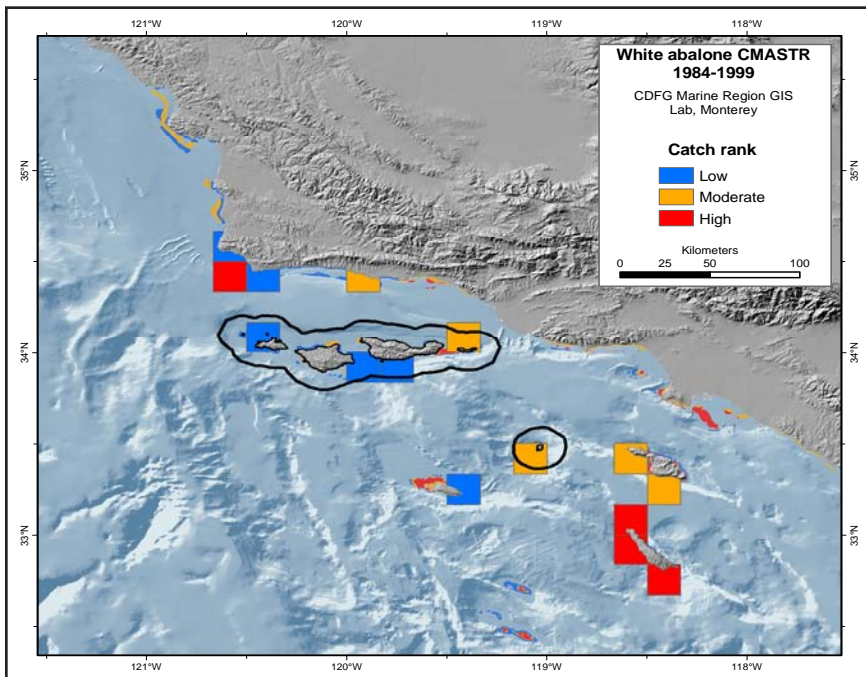 121°W
120°W
119°W
118°W
White abalone CMASTR
1984-1999
CDFG Marine Region GIS
Lab, Monterey
Catch rank
Low
Moderate
High
Kilometers
0 25 50 100
35°N
35°N
34°N
34°N
33°N
33°N
121°W
120°W
119°W
118°W